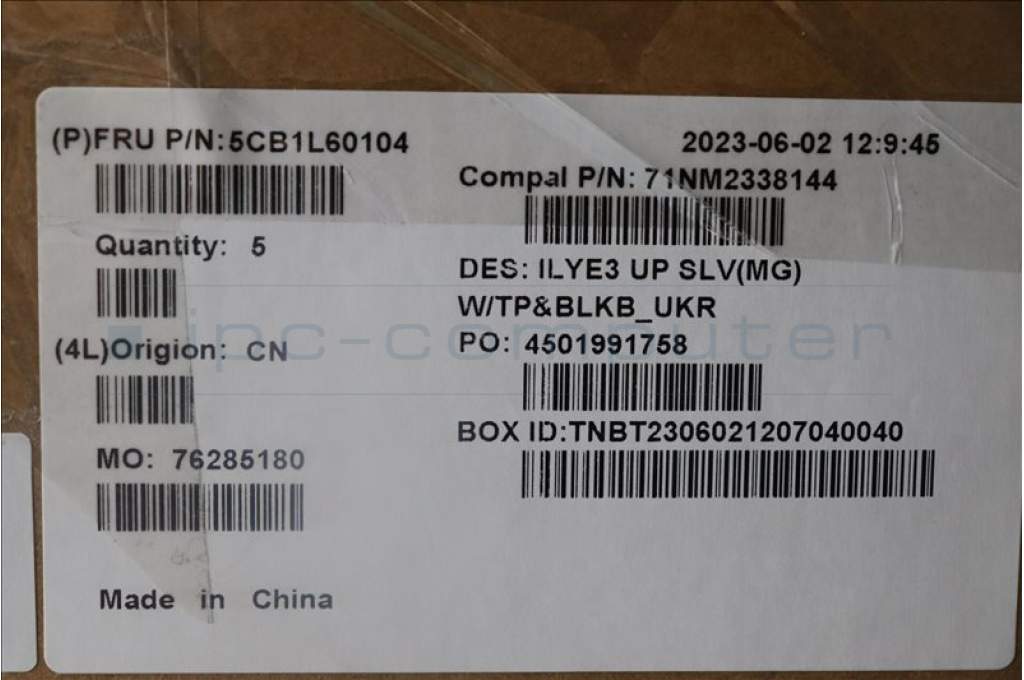 (P)FRU P/N:5CB1L60104
2023-06-02 12:9:45
Compal P/N: 71NM2338144
Quantity: 5
DES: ILYE3 UP SLV(MG)
W/TP&BLKB_UKR
PO: 4501991758
(4L)Origion: CN
ipc-computer
BOX ID:TNBT2306021207040040
MO: 76285180
Made in China